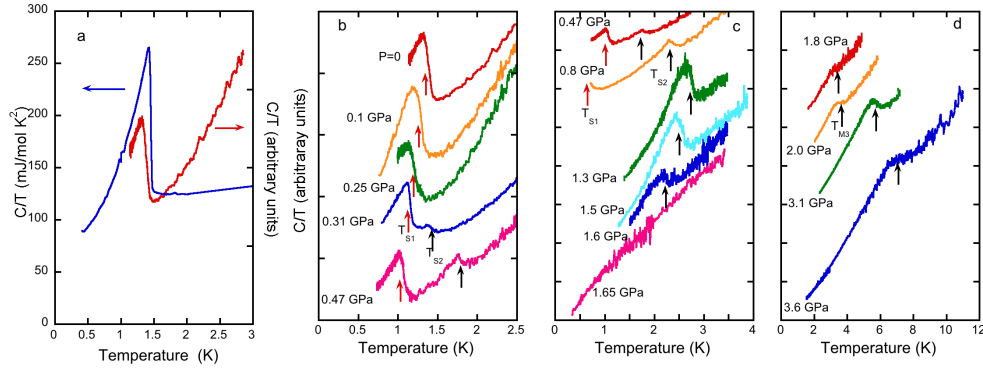 a
C/T (mJ/mol K2)
300
250
200
150
100
50
0
0
0.5
1
1.5
2
2.5
3
Temperature (K)
C/T (arbitrary units)
b
P=0
0.1 GPa
0.25 GPa
0.31 GPa
T S1
T S2
0.47 GPa
C/T (arbitraray units)
0
0.5
1.0
1.5
2.0
2.5
Temperature (K)
c
0.47 GPa
0.8 GPa
T S2
T S1
1.3 GPa
1.5 GPa
1.6 GPa
1.65 GPa
0
1
2
3
4
Temperature (K)
d
1.8 GPa
T M3
2.0 GPa
3.1 GPa
3.6 GPa
0
2
4
6
8
10
12
Temperature (K)